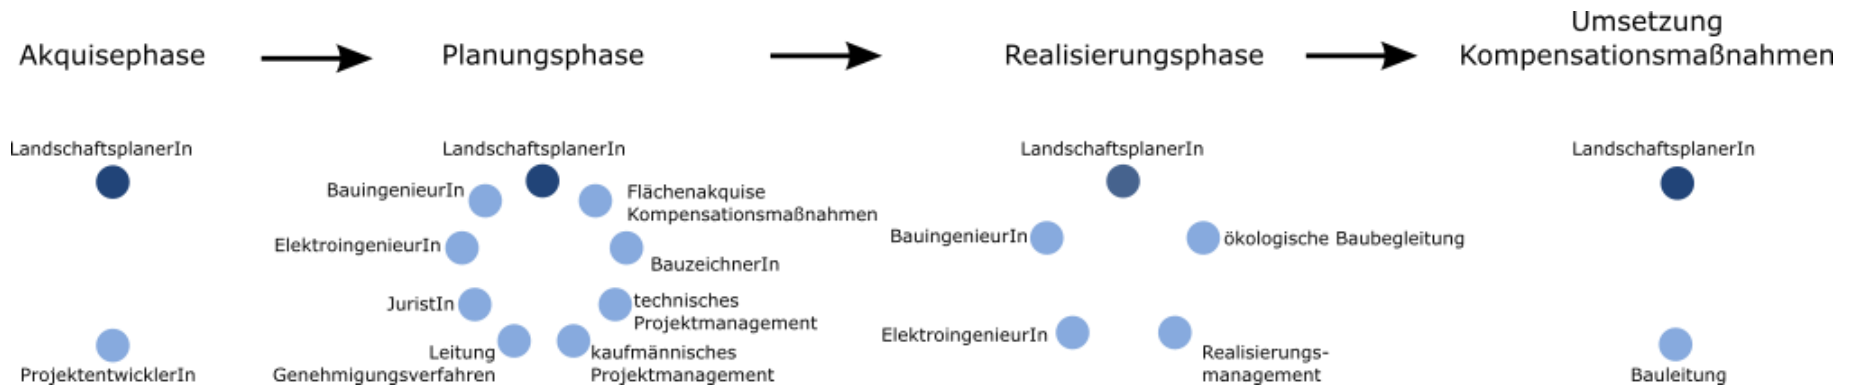 Akquisephase
Planungsphase
Realisierungsphase
Umsetzung
Kompensationsmaßnahmen
LandschaftsplanerIn
ProjektentwicklerIn
LandschaftsplanerIn
BauingenieurIn
Flächenakquise
Kompensationsmaßnahmen
ElektroingenieurIn
BauzeichnerIn
JuristIn
technisches
Projektmanagement
Leitung
Genehmigungsverfahren
kaufmännisches
Projektmanagement
LandschaftsplanerIn
BauingenieurIn
ökologische Baubegleitung
ElektroingenieurIn
Realisierungs-
management
LandschaftsplanerIn
Bauleitung